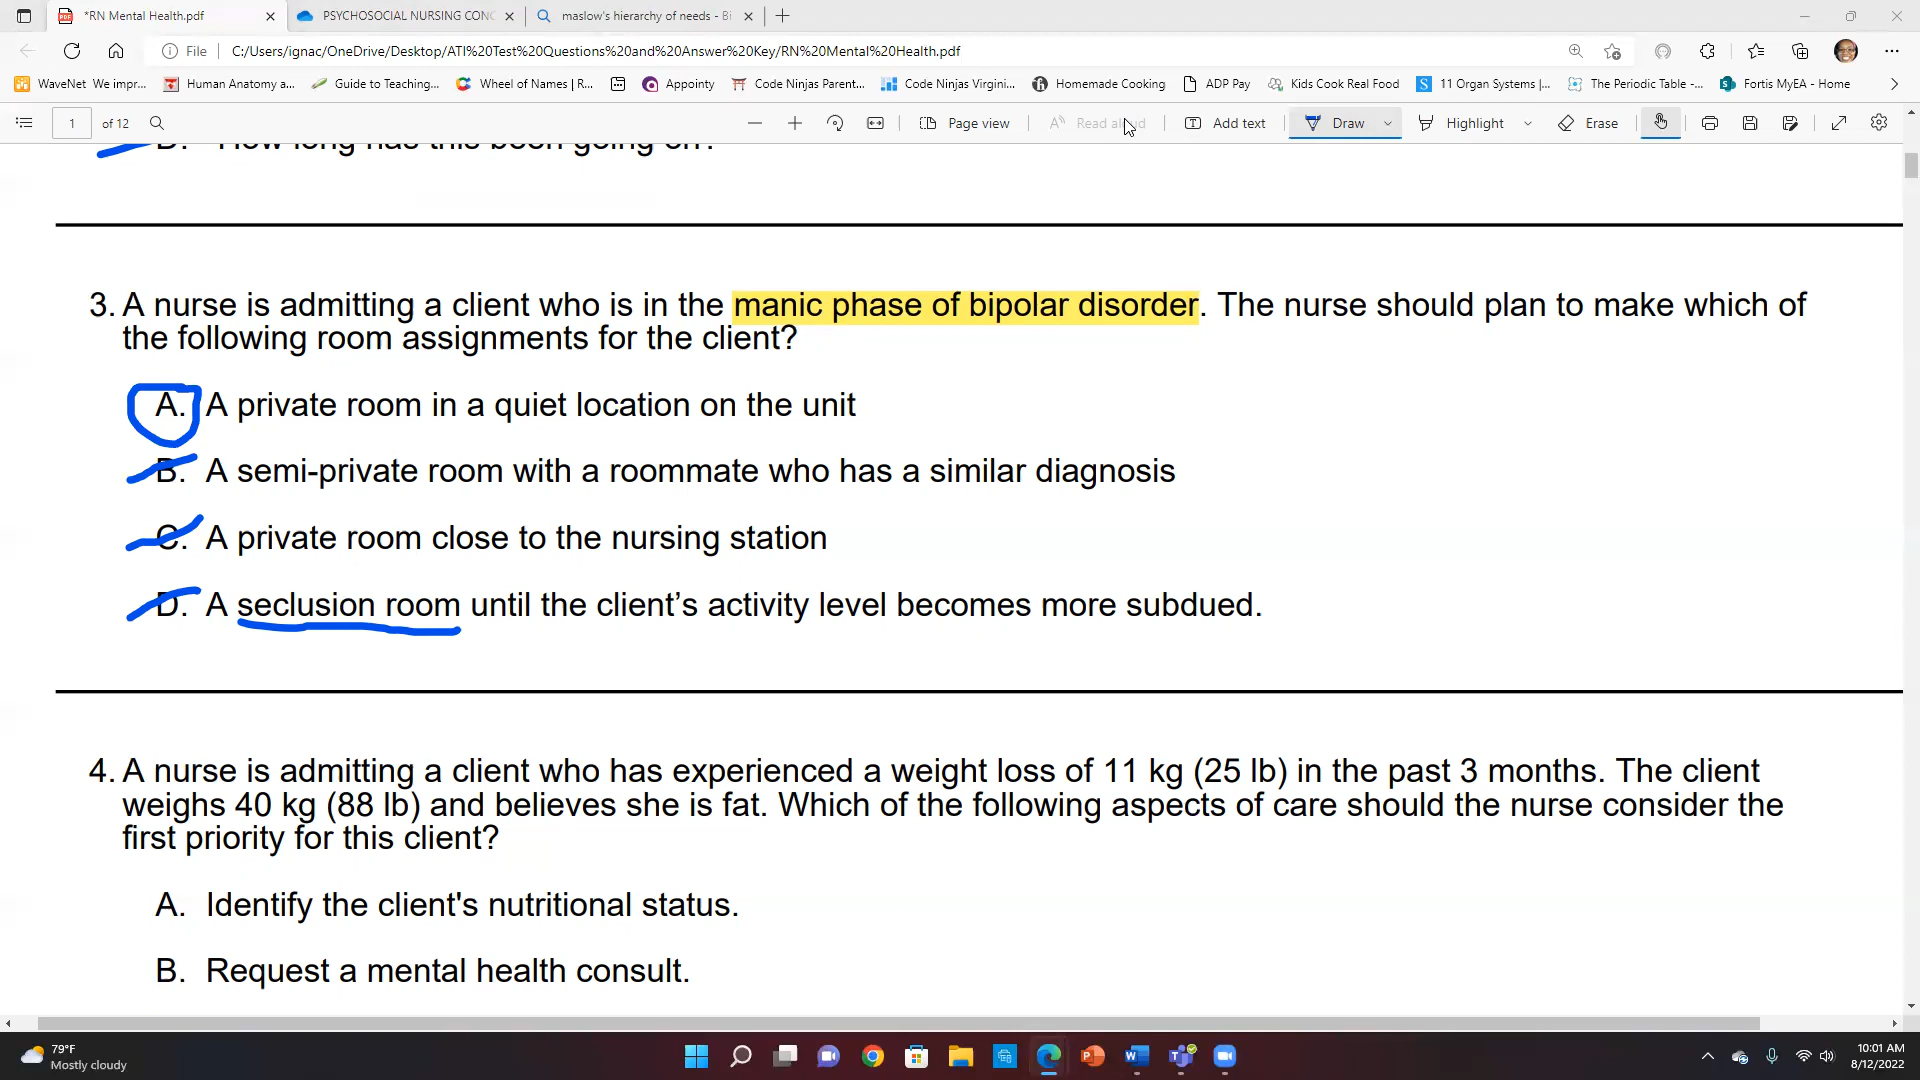 *RN Mental Health.pdf
PSYCHOSOCIAL NURSING CONC
maslow's hierarchy of needs - Bi
File
C:/Users/ignac/OneDrive/Desktop/ATI%20Test%20Questions%20and%20Answer%20Key/RN%20Mental%20Health.pdf
WaveNet We impr...
Human Anatomy a...
Guide to Teaching...
Wheel of Names | R...
Appointy
Code Ninjas Parent...
Code Ninjas Virgini...
Homemade Cooking
ADP Pay
Kids Cook Real Food
11 Organ Systems |...
The Periodic Table -...
Fortis MyEA - Home
1 of 12
Page view
Read aloud
Add text
Draw
Highlight
Erase
D. "How long has this been going on?"
3. A nurse is admitting a client who is in the manic phase of bipolar disorder. The nurse should plan to make which of
the following room assignments for the client?
A. A private room in a quiet location on the unit
B. A semi-private room with a roommate who has a similar diagnosis
C. A private room close to the nursing station
D. A seclusion room until the client's activity level becomes more subdued.
4. A nurse is admitting a client who has experienced a weight loss of 11 kg (25 lb) in the past 3 months. The client
weighs 40 kg (88 lb) and believes she is fat. Which of the following aspects of care should the nurse consider the
first priority for this client?
A. Identify the client's nutritional status.
B. Request a mental health consult.
79°F
Mostly cloudy
10:01 AM
8/12/2022